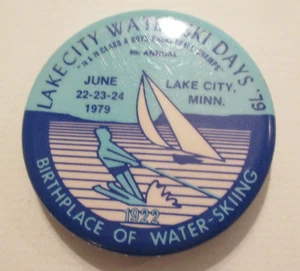 LAKE CITY WATER SKI DAYS '79
8th ANNUAL
JUNE
22-23-24
1979
LAKE CITY,
MINN.
1922
BIRTHPLACE OF WATER-SKIING